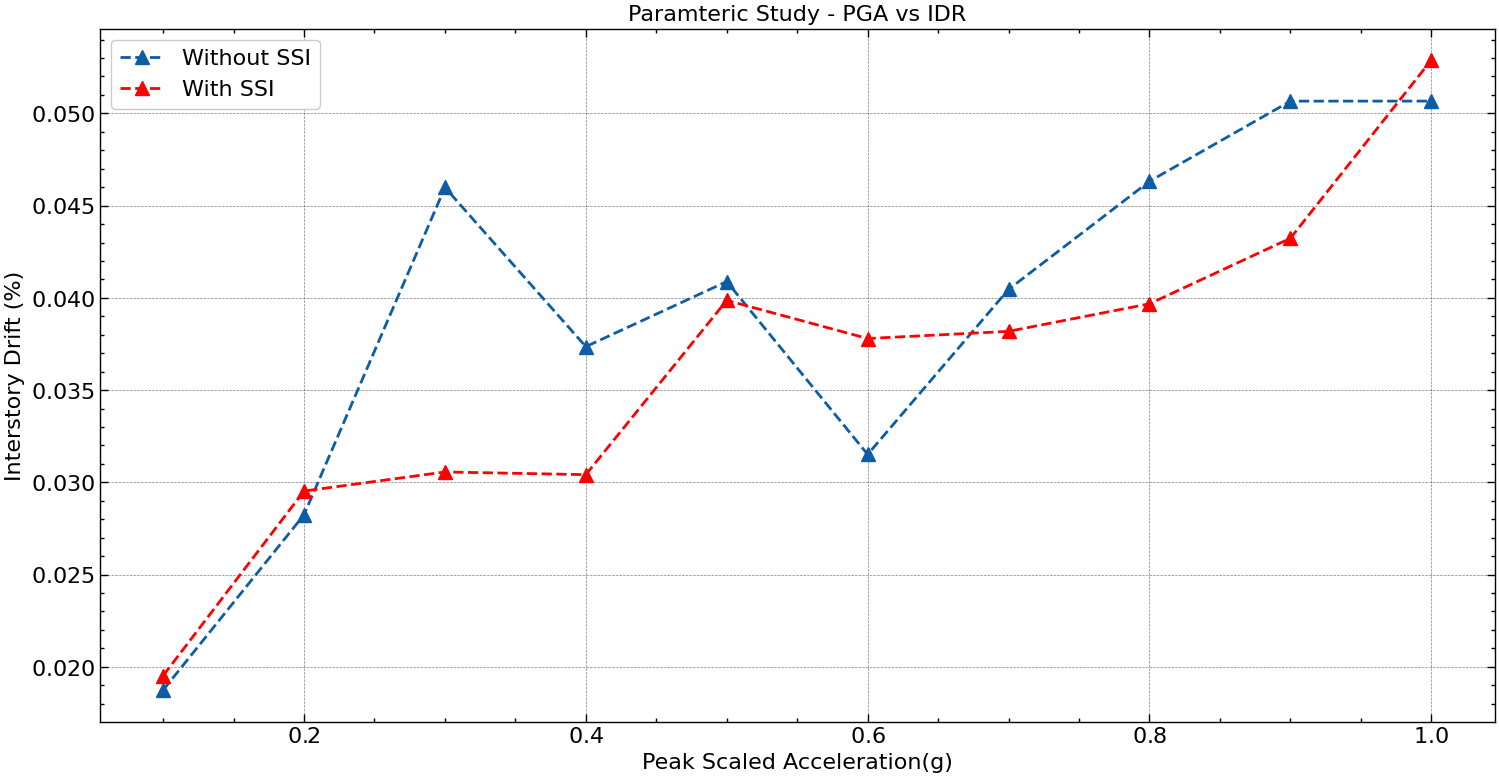 Paramteric Study - PGA vs IDR
Without SSI
With SSI
Interstory Drift (%)
0.050
0.045
0.040
0.035
0.030
0.025
0.020
0.2 0.4 0.6 0.8 1.0
Peak Scaled Acceleration(g)